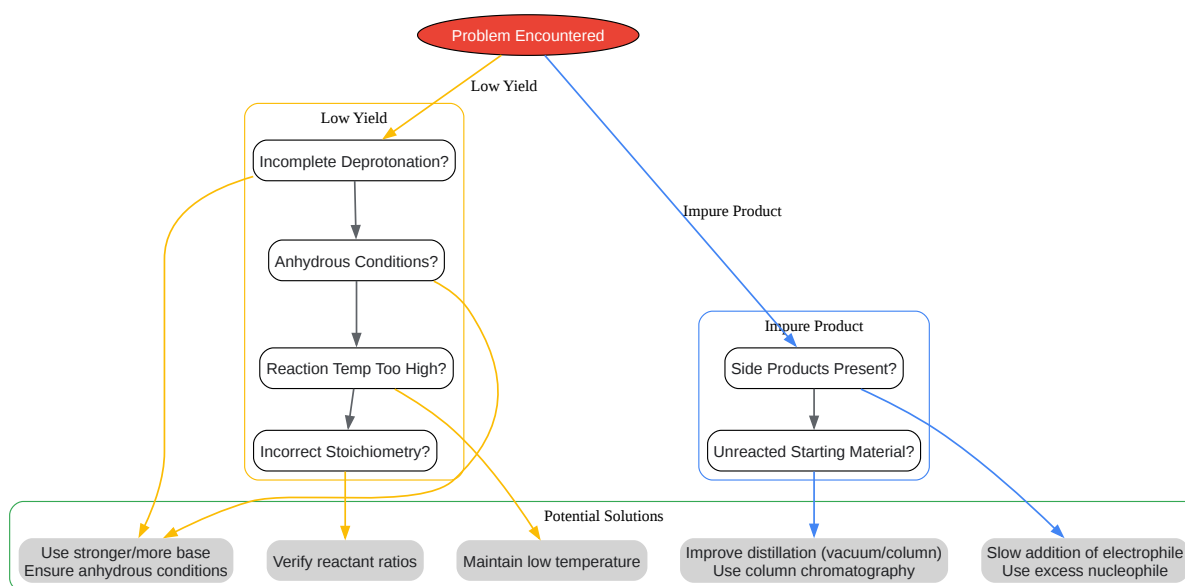 Problem Encountered
Low Yield
Low Yield
Incomplete Deprotonation?
Impure Product
Anhydrous Conditions?
Impure Product
Reaction Temp Too High?
Side Products Present?
Incorrect Stoichiometry?
Unreacted Starting Material?
Potential Solutions
Use stronger/more base
Ensure anhydrous conditions
Verify reactant ratios
Maintain low temperature
Improve distillation (vacuum/column)
Use column chromatography
Slow addition of electrophile
Use excess nucleophile